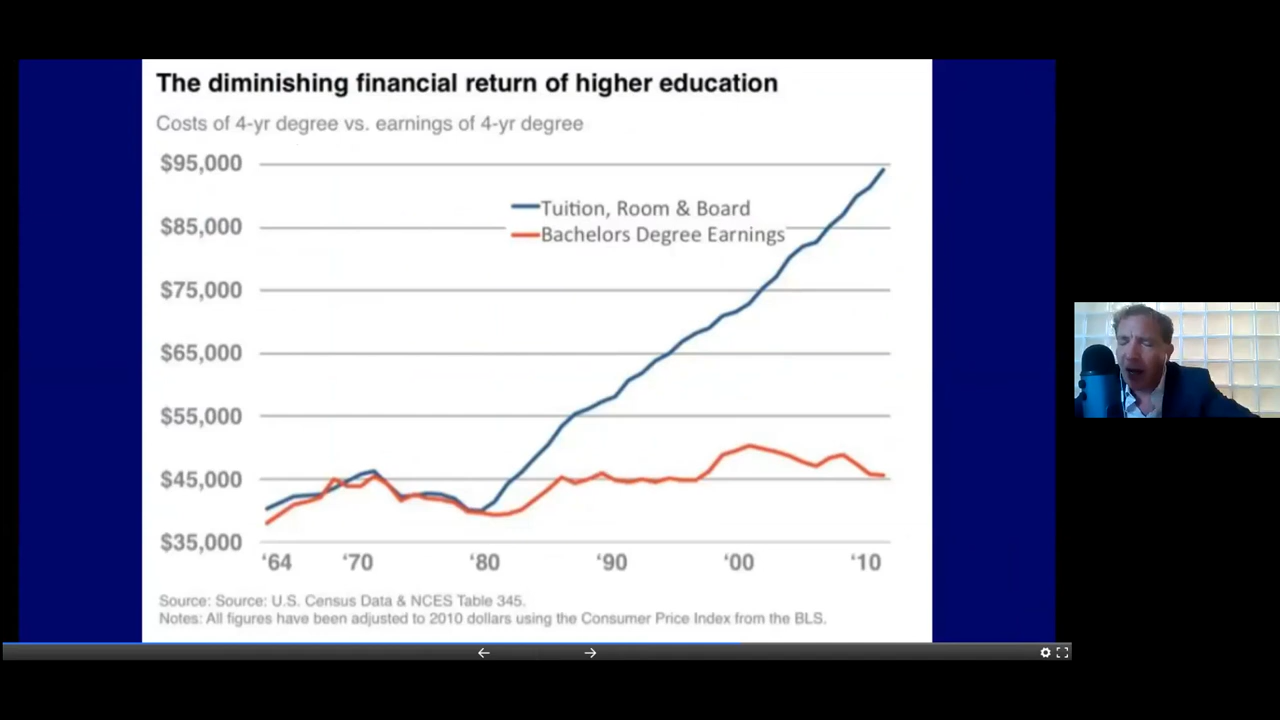 The diminishing financial return of higher education
Costs of 4-yr degree vs. earnings of 4-yr degree
$95,000
Tuition, Room & Board
$85,000
Bachelors Degree Earnings
$75,000
$65,000
$55,000
$45,000
$35,000
‘64 ‘70 ‘80 ‘90 ‘00 ‘10
Source: Source: U.S. Census Data & NCES Table 345.
Notes: All figures have been adjusted to 2010 dollars using the Consumer Price Index from the BLS.